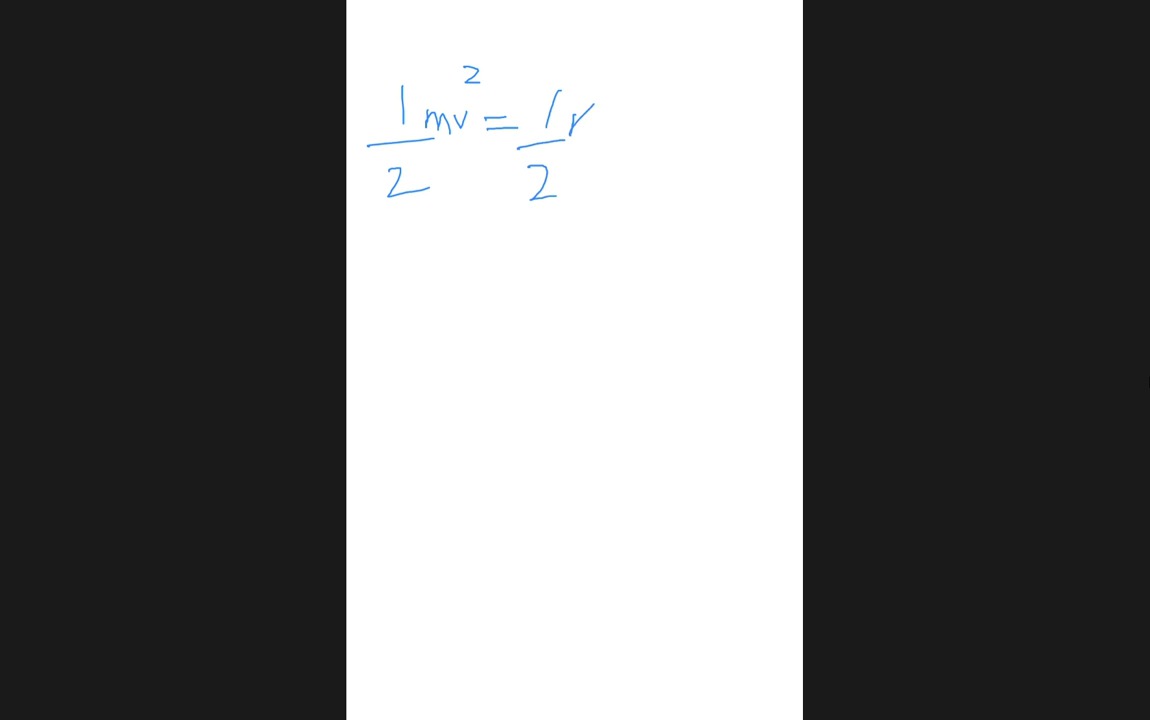 1/2 mv² = 1/2 r